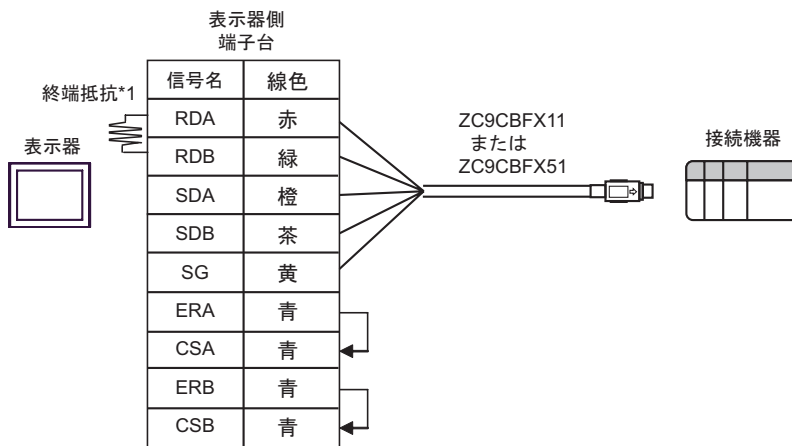 表示器側
端子台
信号名 線色
終端抵抗*1
RDA 赤
表示器
RDB 緑
SDA 橙
SDB 茶
SG 黄
ERA 青
CSA 青
ERB 青
CSB 青
ZC9CBFX11
または
ZC9CBFX51
接続機器